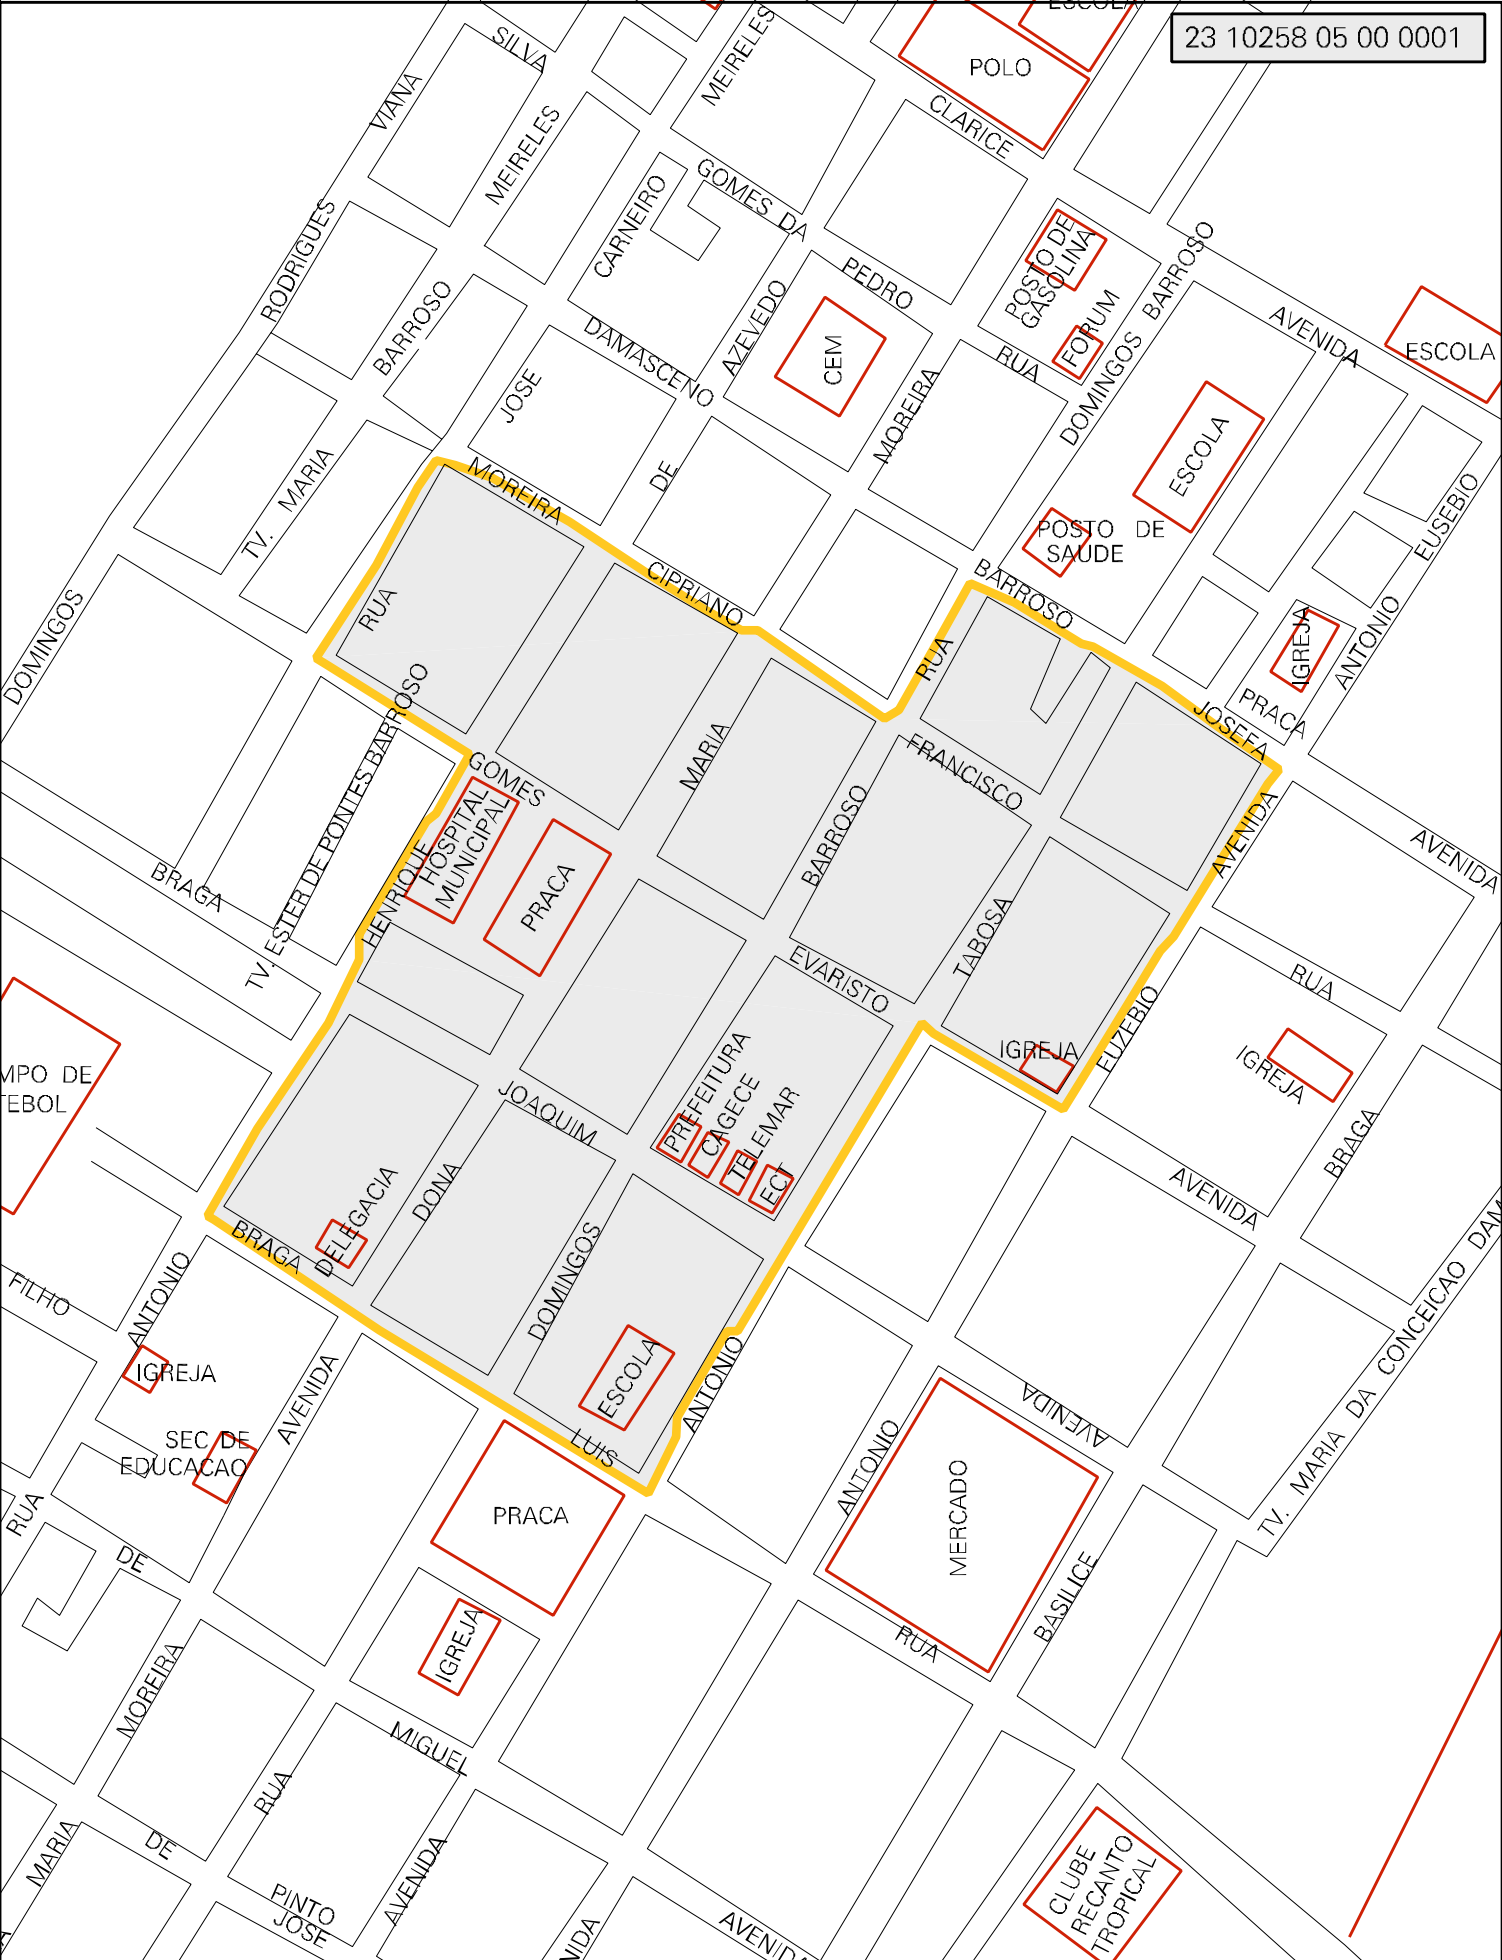 ESCOLA
23 10258 05 00 0001
SILVA
MEIRELES
POLO
VIANA
CLARICE
MEIRELES
GOMES DA
CARNEIRO
RODRIGUES
POSTO DE
GASOLINA
DOMINGOS BARROSO
PEDRO
BARROSO
AZEVEDO
FORUM
AVENIDA
ESCOLA
DAMASCENO
CEM
RUA
JOSE
MOREIRA
ESCOLA
TV. MARIA
DE
MOREIRA
EUSEBIO
POSTO DE
SAUDE
CIPRIANO
BARROSO
RUA
DOMINGOS
RUA
IGREJA
ANTONIO
PRACA
JOSEFA
TV. ESTER DE PONTES BARROSO
MARIA
FRANCISCO
GOMES
HOSPITAL
MUNICIPAL
BARROSO
AVENIDA
AVENIDA
BRAGA
HENRIQUE
PRACA
TABOSA
EVARISTO
RUA
EUZEBIO
IGREJA
IGREJA
MPO DE
TEBOL
PREFEITURA
CAGECE
TELEMAR
ECT
JOAQUIM
BRAGA
DELEGACIA
DONA
AVENIDA
BRAGA
DOMINGOS
FILHO
ANTONIO
TV. MARIA DA CONCEICAO DAM
IGREJA
AVENIDA
ESCOLA
ANTONIO
AVENIDA
SEC DE
EDUCACAO
LUIS
ANTONIO
RUA
PRACA
MERCADO
DE
BASILICE
IGREJA
RUA
MOREIRA
MIGUEL
RUA
MARIA
DE
AVENIDA
CLUBE
RECANTO
TROPICAL
PINTO
JOSE
NIDA
AVENIDA